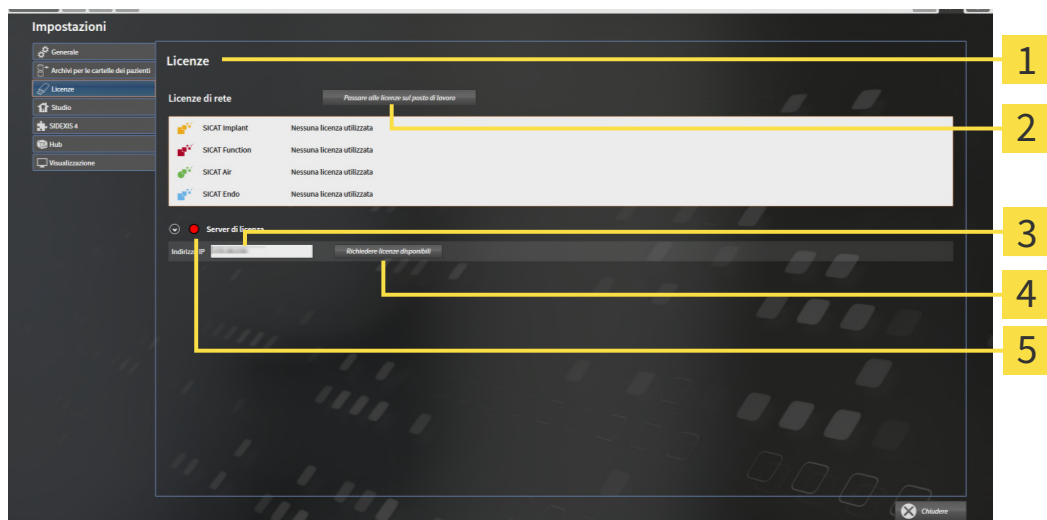 Impostazioni
Generale
Archivi per le cartelle dei pazienti
Licenze
Studio
SIDEXIS 4
Hub
Visualizzazione
Licenze
1
Licenze di rete
Passare alle licenze sul posto di lavoro
2
SICAT Implant Nessuna licenza utilizzata
SICAT Function Nessuna licenza utilizzata
SICAT Air Nessuna licenza utilizzata
SICAT Endo Nessuna licenza utilizzata
Server di licenza
3
Indirizzo IP
Richiedere licenze disponibili
4
5
Chiudere